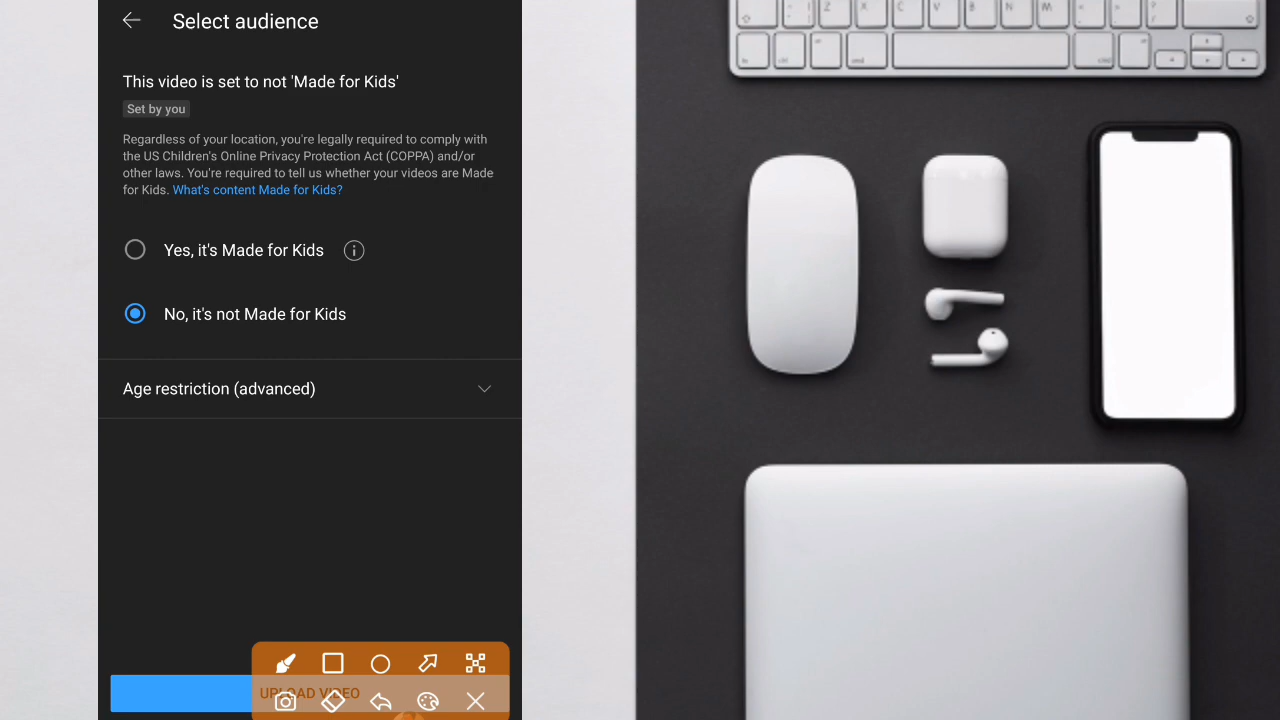 Select audience
This video is set to not 'Made for Kids'
Set by you
Regardless of your location, you're legally required to comply with
the US Children's Online Privacy Protection Act (COPPA) and/or
other laws. You're required to tell us whether your videos are Made
for Kids. What's content Made for Kids?
Yes, it's Made for Kids
No, it's not Made for Kids
Age restriction (advanced)
UPLOAD VIDEO
Z X C V B N M